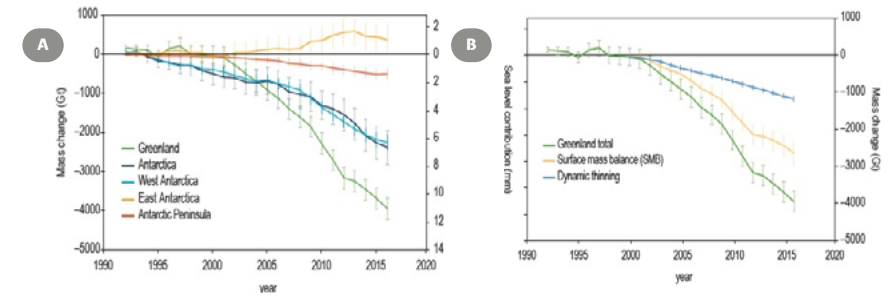 A
1000
0
–1000
–2000
–3000
–4000
–5000
Mass change (Gt)
Greenland
Antarctica
West Antarctica
East Antarctica
Antarctic Peninsula
1990
1995
2000
2005
2010
2015
2020
year
2
0
2
4
6
8
10
12
14
Sea level contribution (mm)
B
Greenland total
Surface mass balance (SMB)
Dynamic thinning
1990
1995
2000
2005
2010
2015
2020
year
1000
0
–1000
–2000
–3000
–4000
–5000
Mass change (Gt)